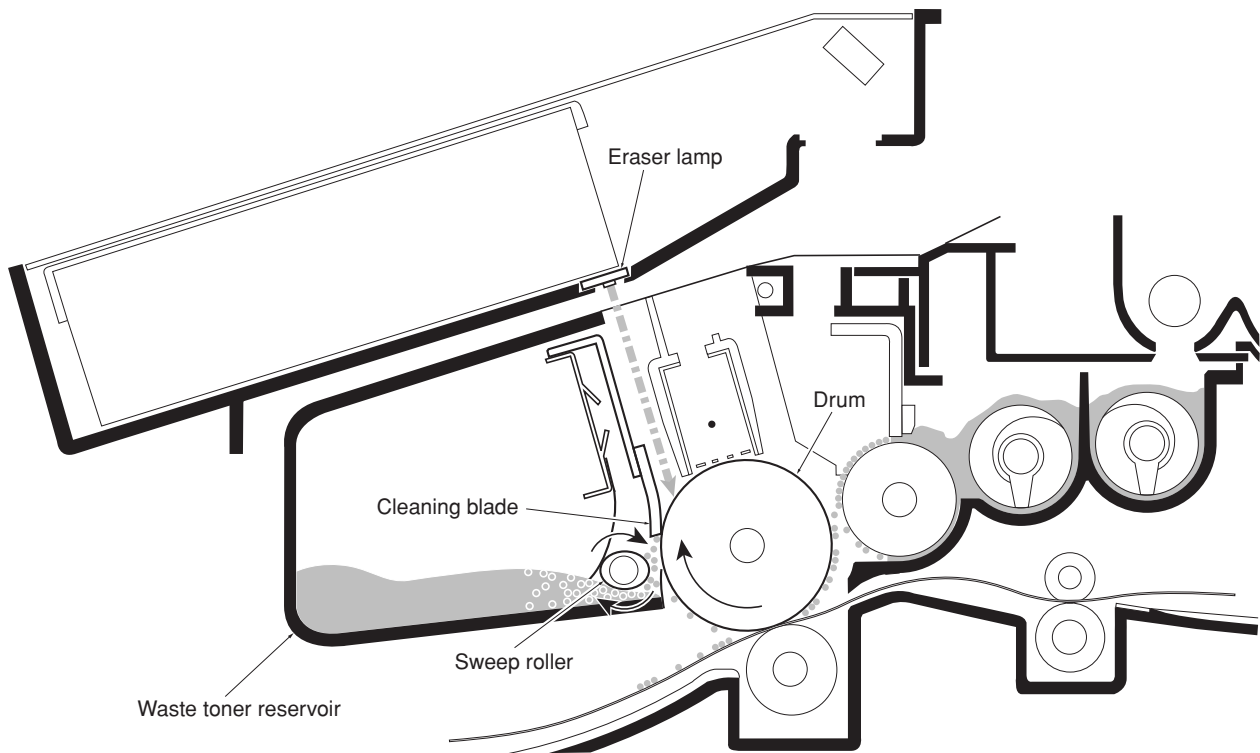 Eraser lamp
Drum
Cleaning blade
Sweep roller
Waste toner reservoir